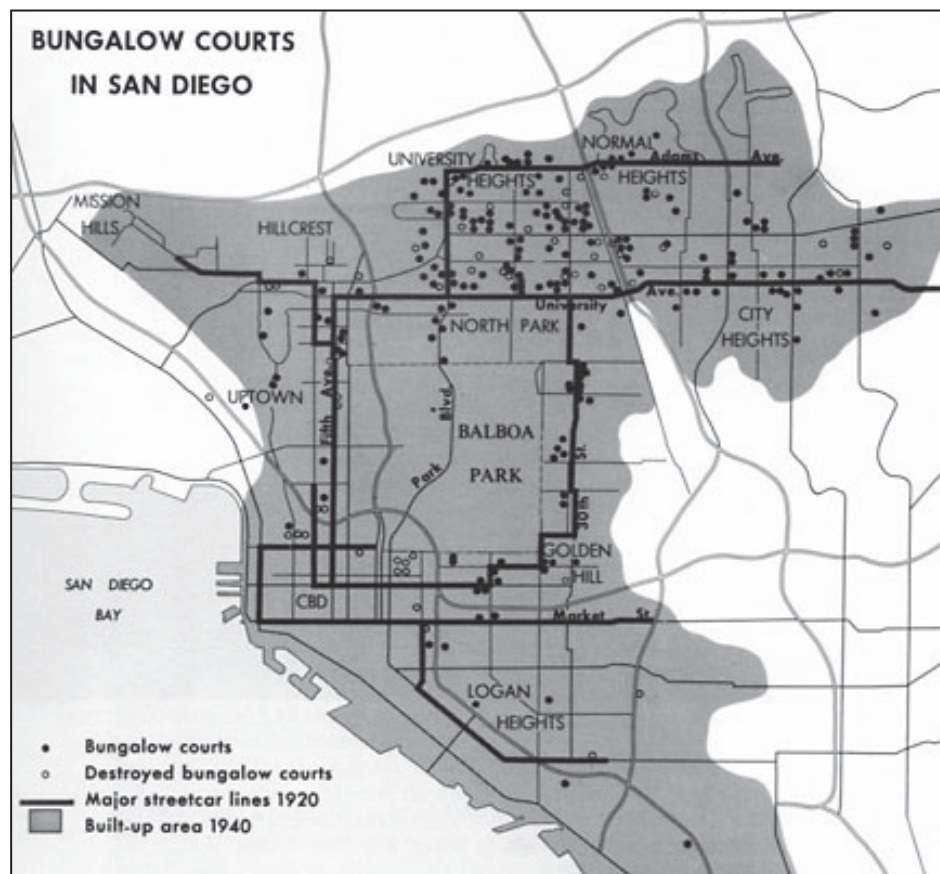 BUNGALOW COURTS
IN SAN DIEGO
UNIVERSITY
HEIGHTS
NORMAL
HEIGHTS
Adams Ave.
MISSION
HILLS
HILLCREST
University Ave.
NORTH PARK
CITY
HEIGHTS
UPTOWN
Fifth Ave.
Park Blvd
BALBOA
PARK
30th St.
GOLDEN
HILL
SAN DIEGO
BAY
CBD
Market St.
LOGAN
HEIGHTS
Bungalow courts
Destroyed bungalow courts
Major streetcar lines 1920
Built-up area 1940